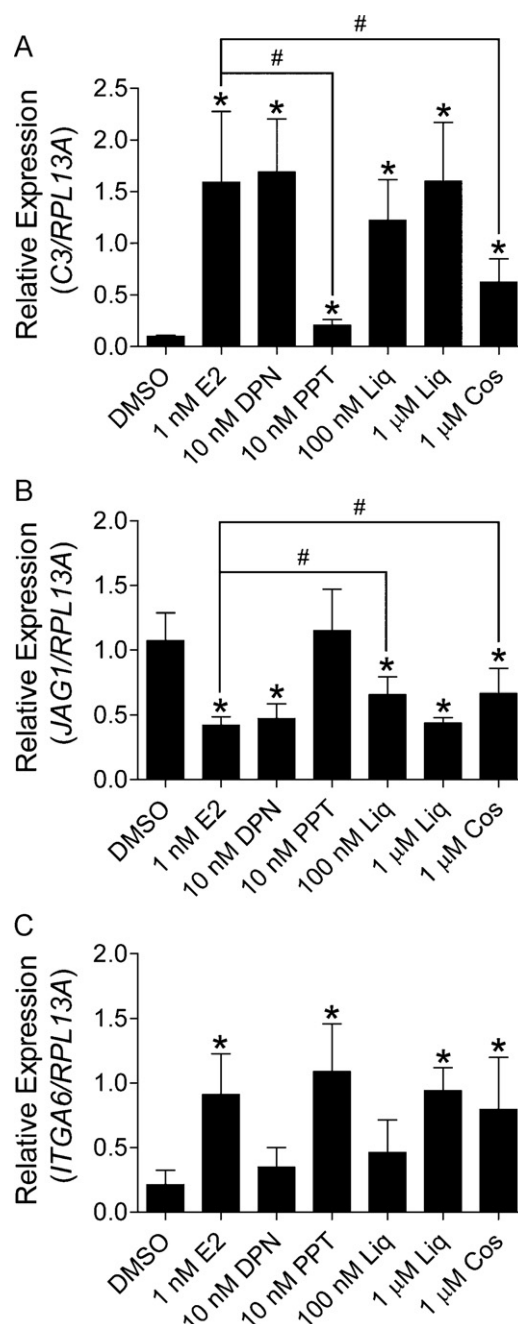 A
#
#
2.5
2.0
1.5
1.0
0.5
0.0
Relative Expression
(C3/RPL13A)
* * * * * *
DMSO
1 nM E2
10 nM DPN
10 nM PPT
100 nM Liq
1 μM Liq
1 μM Cos
B
#
#
2.0
1.5
1.0
0.5
0.0
Relative Expression
(JAG1/RPL13A)
* * * * *
DMSO
1 nM E2
10 nM DPN
10 nM PPT
100 nM Liq
1 μM Liq
1 μM Cos
C
2.0
1.5
1.0
0.5
0.0
Relative Expression
(ITGA6/RPL13A)
* * * *
DMSO
1 nM E2
10 nM DPN
10 nM PPT
100 nM Liq
1 μM Liq
1 μM Cos